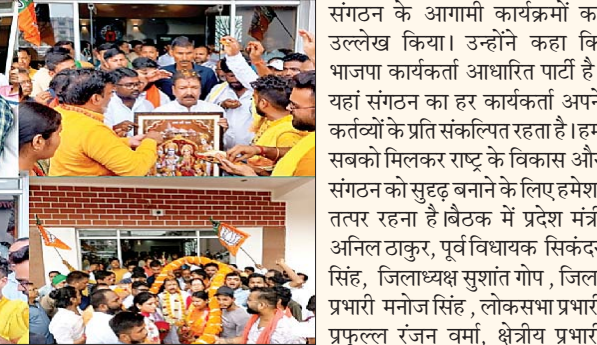 संगठन के आगामी कार्यक्रमों का
उल्लेख किया। उन्होंने कहा कि
भाजपा कार्यकर्ता आधारित पार्टी है
यहां संगठन का हर कार्यकर्ता अपने
कर्तव्यों के प्रति संकल्पित रहता है।हम
सबको मिलकर राष्ट्र के विकास और
संगठन को सुदृढ़ बनाने के लिए हमेश
तत्पर रहना है।बैठक में प्रदेश मंत्री
अनिल ठाकुर, पूर्व विधायक सिकंदर
सिंह, जिलाध्यक्ष सुशांत गोप , जिला
प्रभारी मनोज सिंह , लोकसभा प्रभारी
प्रफुल्ल रंजन वर्मा, क्षेत्रीय प्रभारी